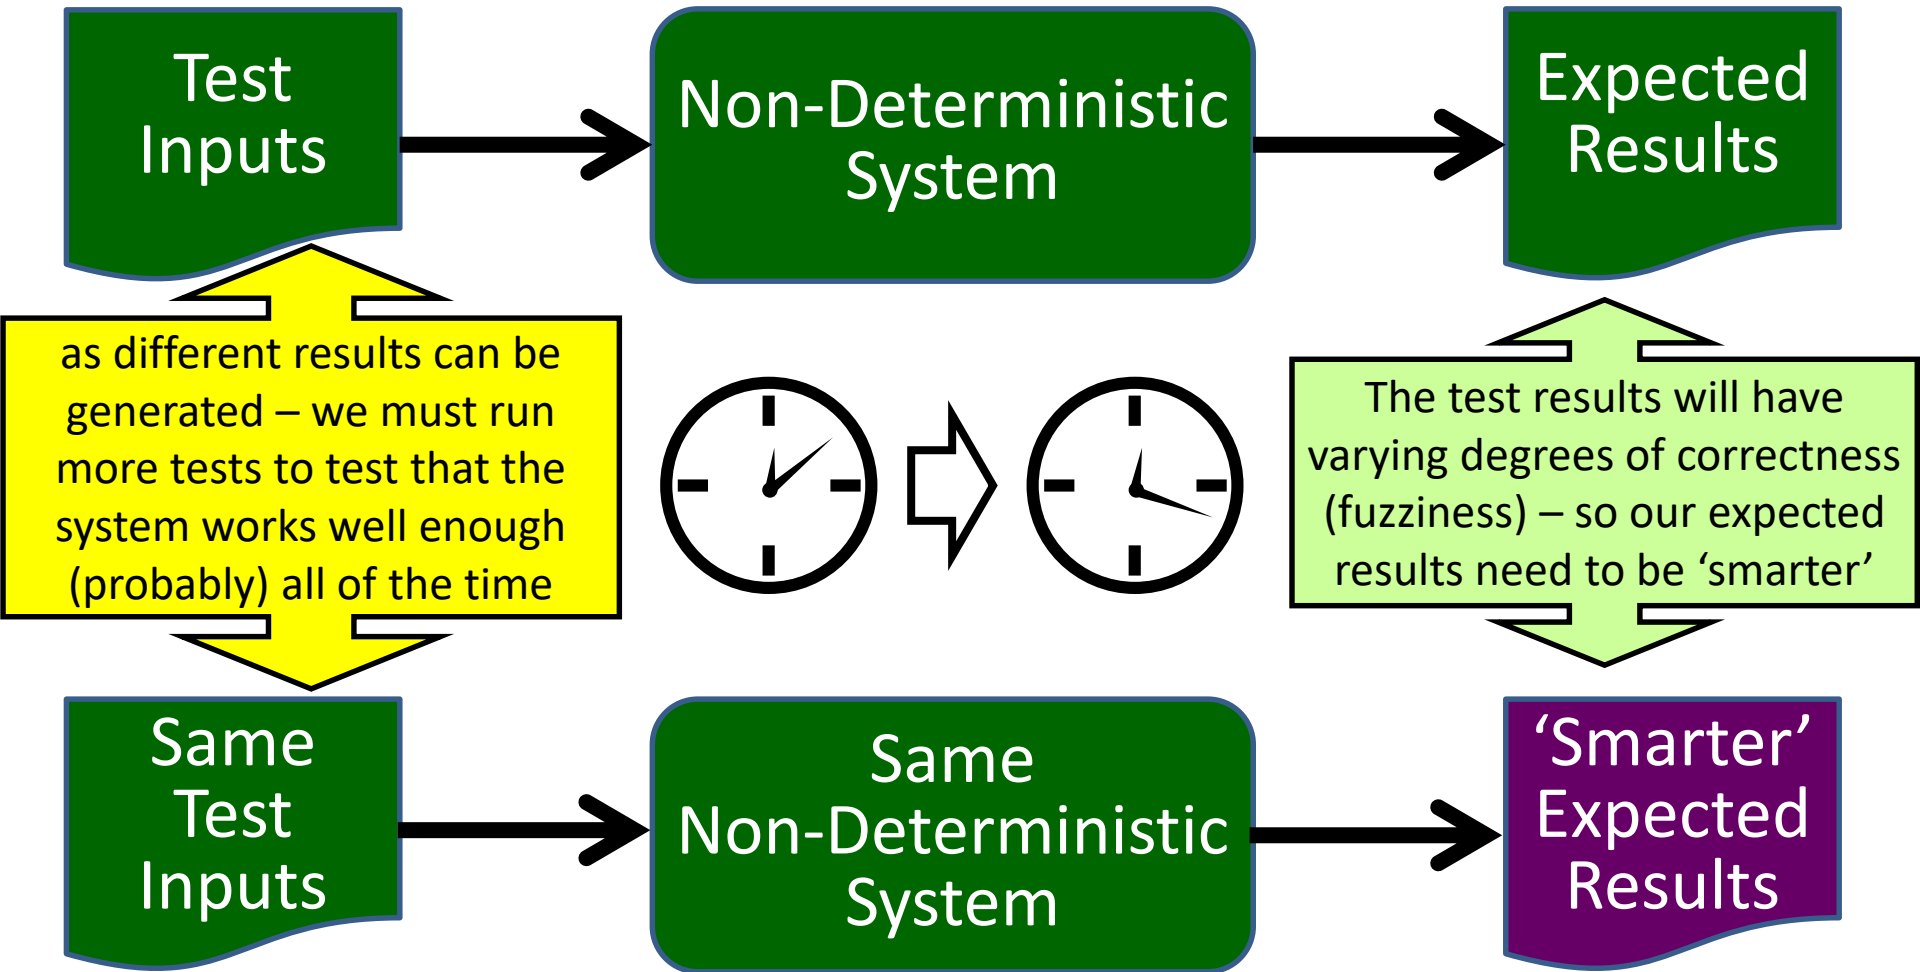 Test
Inputs
Non-Deterministic
System
Expected
Results
as different results can be
generated – we must run
more tests to test that the
system works well enough
(probably) all of the time
The test results will have
varying degrees of correctness
(fuzziness) – so our expected
results need to be ‘smarter’
Same
Test
Inputs
Same
Non-Deterministic
System
‘Smarter’
Expected
Results